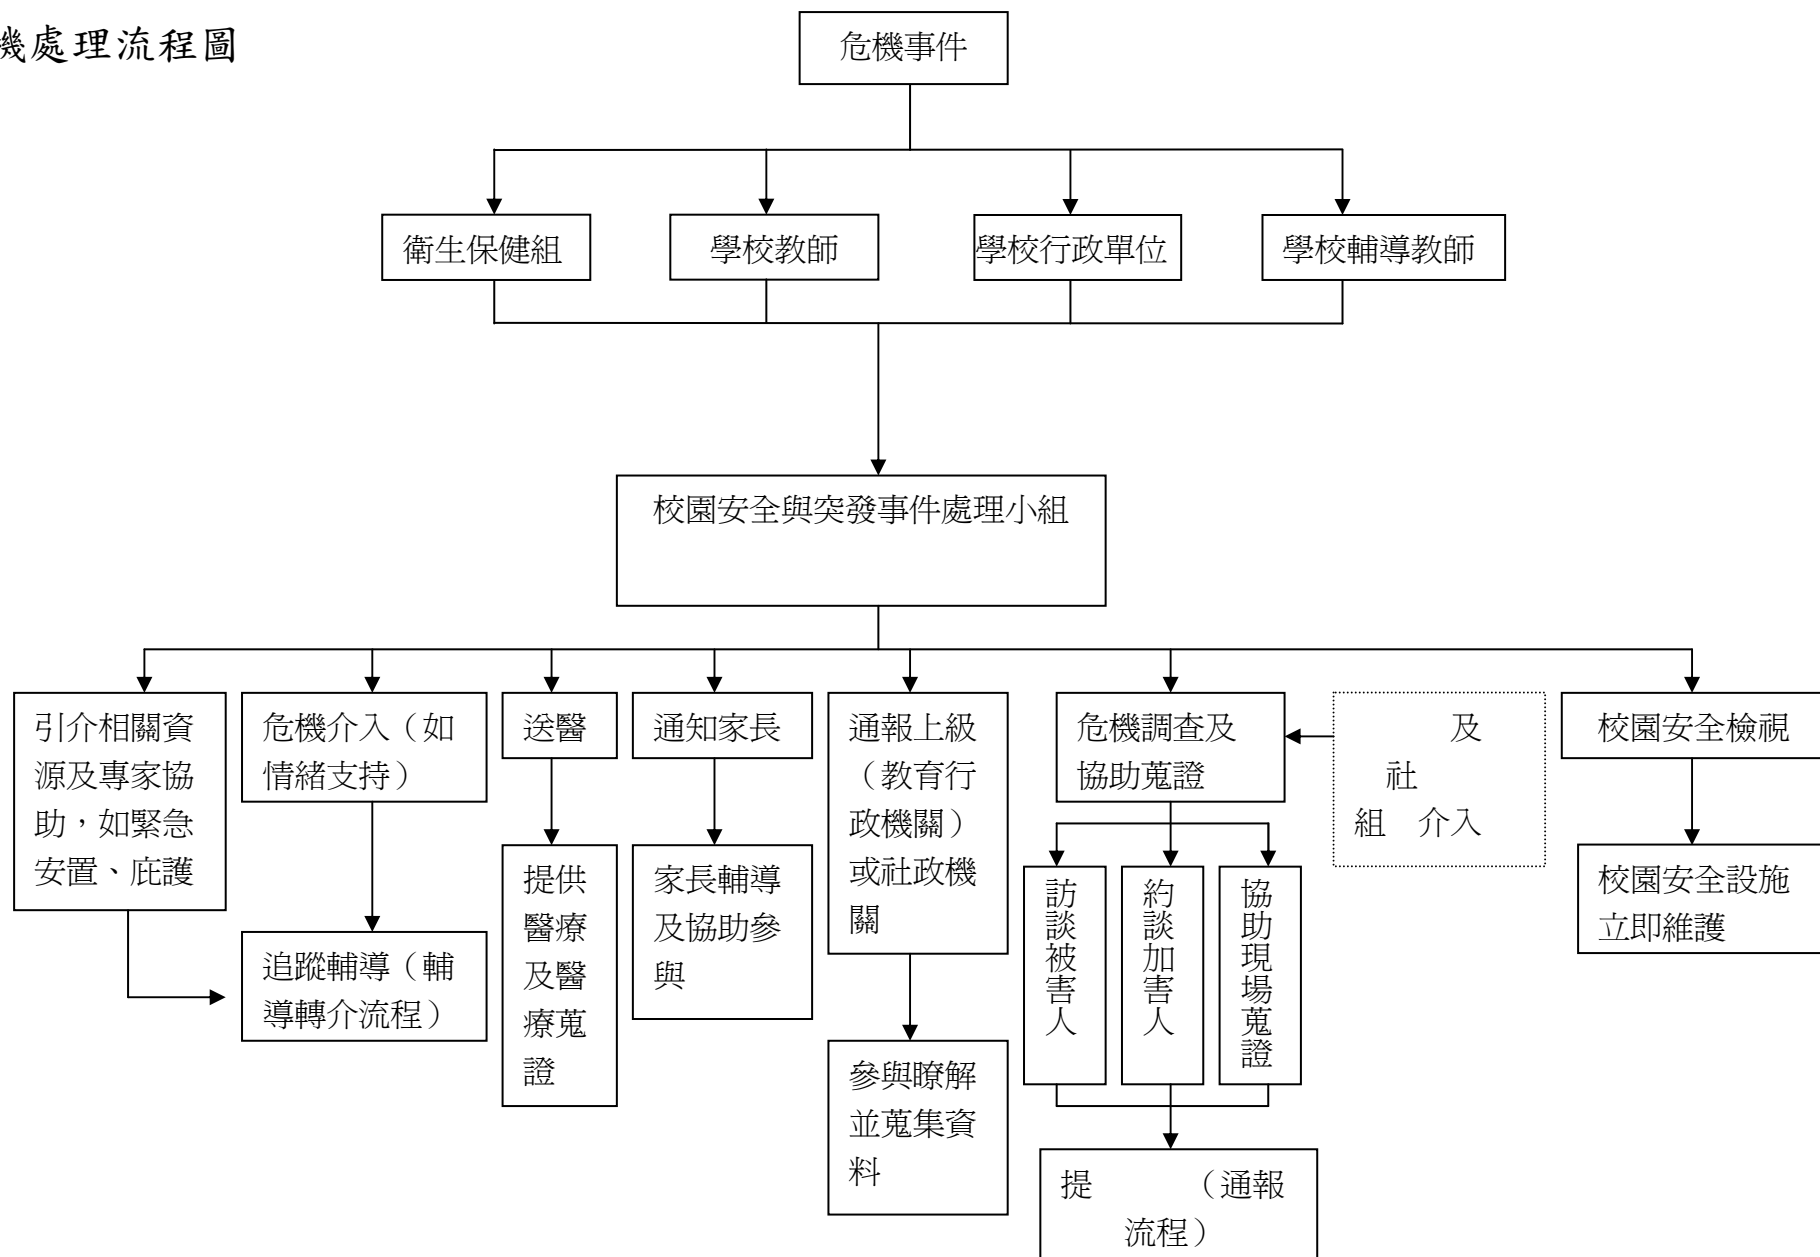 機處理流程圖
危機事件
衛生保健組
學校教師
學校行政單位
學校輔導教師
校園安全與突發事件處理小組
引介相關資
源及專家協
助，如緊急
安置、庇護
危機介入（如
情緒支持）
送醫
通知家長
通報上級
（教育行
政機關）
或社政機
關
危機調查及
協助蒐證
及
社
組 介入
校園安全檢視
追蹤輔導（輔
導轉介流程）
提供
醫療
及醫
療蒐
證
家長輔導
及協助參
與
參與瞭解
並蒐集資
料
訪談被害人
約談加害人
協助現場蒐證
校園安全設施
立即維護
提 （通報
流程）